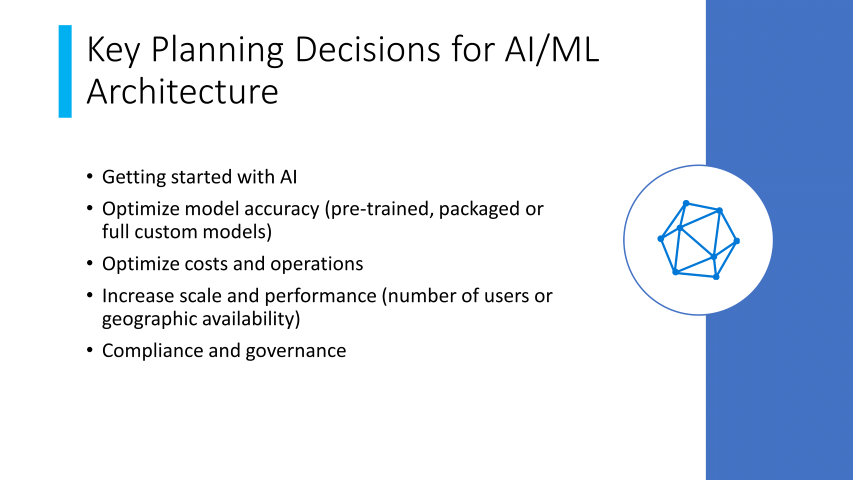 Key Planning Decisions for AI/ML
Architecture
• Getting started with AI
• Optimize model accuracy (pre-trained, packaged or
full custom models)
• Optimize costs and operations
• Increase scale and performance (number of users or
geographic availability)
• Compliance and governance